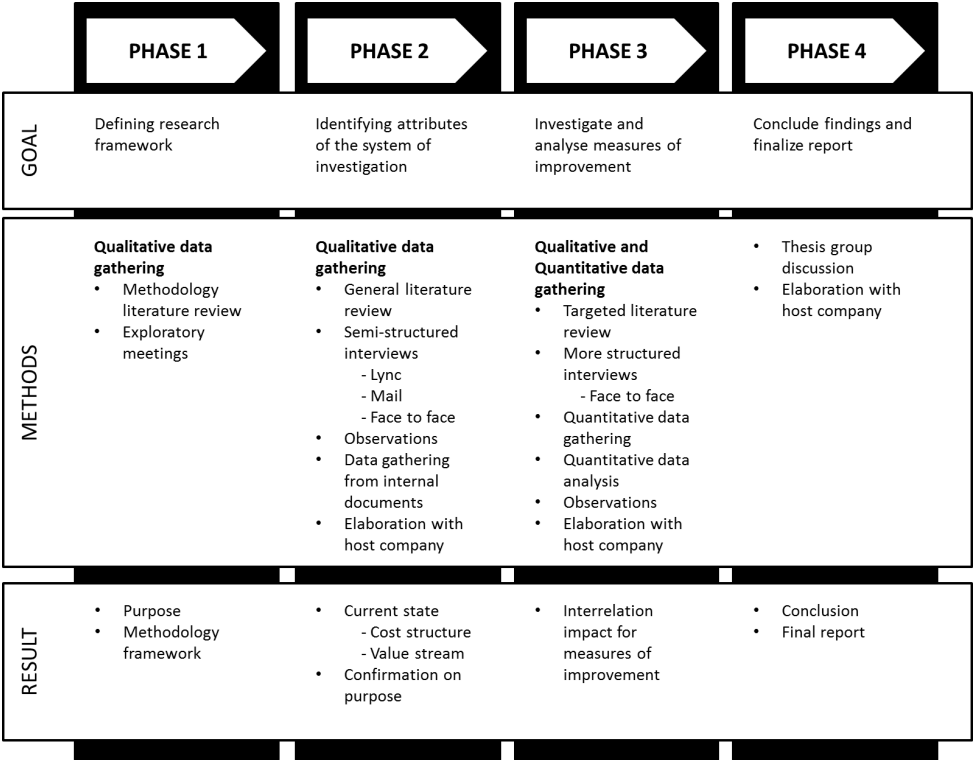 PHASE 1
PHASE 2
PHASE 3
PHASE 4
GOAL
Defining research
framework
Identifying attributes
of the system of
investigation
Investigate and
analyse measures of
improvement
Conclude findings and
finalize report
METHODS
Qualitative data
gathering
• Methodology
literature review
• Exploratory
meetings
Qualitative data
gathering
• General literature
review
• Semi-structured
interviews
- Lync
- Mail
- Face to face
• Observations
• Data gathering
from internal
documents
• Elaboration with
host company
Qualitative and
Quantitative data
gathering
• Targeted literature
review
• More structured
interviews
- Face to face
• Quantitative data
gathering
• Quantitative data
analysis
• Observations
• Elaboration with
host company
• Thesis group
discussion
• Elaboration with
host company
RESULT
• Purpose
• Methodology
framework
• Current state
- Cost structure
- Value stream
• Confirmation on
purpose
• Interrelation
impact for
measures of
improvement
• Conclusion
• Final report